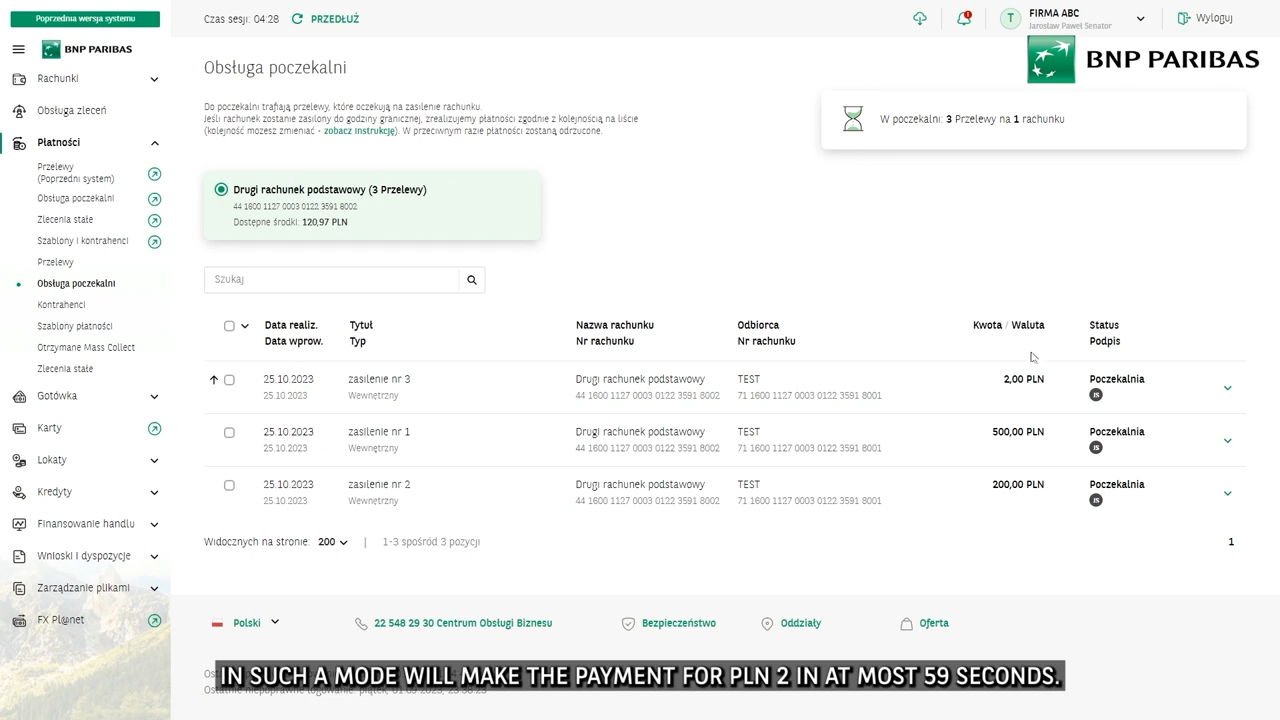 Poprzednia wersja systemu
Czas sesji: 04:28 PRZEDŁUŻ
1
T
FIRMA ABC
Jarosław Paweł Senator
Wyloguj
BNP PARIBAS
BNP PARIBAS
Rachunki
Obsługa zleceń
Płatności
Przelewy
(Poprzedni system)
Obsługa poczekalni
Zlecenia stałe
Szablony i kontrahenci
Przelewy
Obsługa poczekalni
Kontrahenci
Szablony płatności
Otrzymane Mass Collect
Zlecenia stałe
Gotówka
Karty
Lokaty
Kredyty
Finansowanie handlu
Wnioski i dyspozycje
Zarządzanie plikami
FX Pl@net
Obsługa poczekalni
Do poczekalni trafiają przelewy, które oczekują na zasilenie rachunku.
Jeśli rachunek zostanie zasilony do godziny granicznej, zrealizujemy płatności zgodnie z kolejnością na liście
(kolejność możesz zmieniać - zobacz instrukcję). W przeciwnym razie płatności zostaną odrzucone.
W poczekalni: 3 Przelewy na 1 rachunku
Drugi rachunek podstawowy (3 Przelewy)
44 1600 1127 0003 0122 3591 8002
Dostępne środki: 120,97 PLN
Szukaj
Data realiz. Tytuł Nazwa rachunku Odbiorca Kwota / Waluta Status
Data wprow. Typ Nr rachunku Nr rachunku Podpis
25.10.2023 zasilenie nr 3 Drugi rachunek podstawowy TEST 2,00 PLN Poczekalnia
25.10.2023 Wewnętrzny 44 1600 1127 0003 0122 3591 8002 71 1600 1127 0003 0122 3591 8001 JS
25.10.2023 zasilenie nr 1 Drugi rachunek podstawowy TEST 500,00 PLN Poczekalnia
25.10.2023 Wewnętrzny 44 1600 1127 0003 0122 3591 8002 71 1600 1127 0003 0122 3591 8001 JS
25.10.2023 zasilenie nr 2 Drugi rachunek podstawowy TEST 200,00 PLN Poczekalnia
25.10.2023 Wewnętrzny 44 1600 1127 0003 0122 3591 8002 71 1600 1127 0003 0122 3591 8001 JS
Widocznych na stronie: 200 | 1-3 spośród 3 pozycji 1
Polski 22 548 29 30 Centrum Obsługi Biznesu Bezpieczeństwo Oddziały Oferta
IN SUCH A MODE WILL MAKE THE PAYMENT FOR PLN 2 IN AT MOST 59 SECONDS.